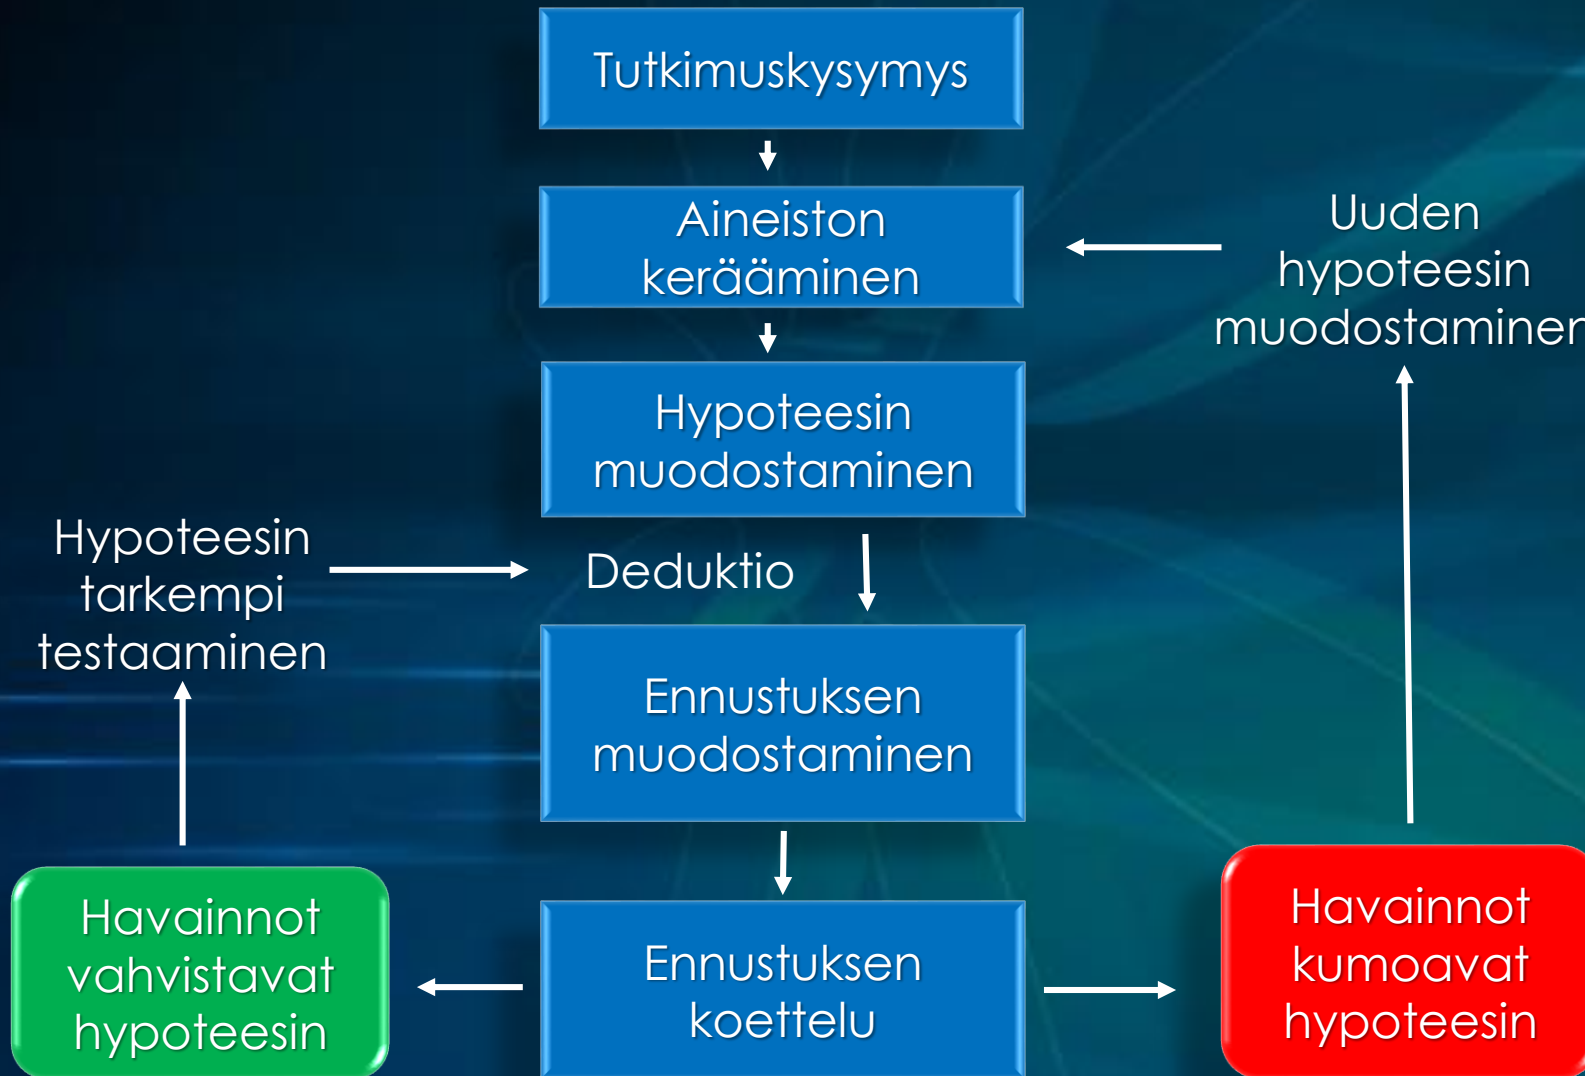 Tutkimuskysymys
Aineiston
kerääminen
Uuden
hypoteesin
muodostaminen
Hypoteesin
muodostaminen
Hypoteesin
tarkempi
testaaminen
Deduktio
Ennustuksen
muodostaminen
Havainnot
vahvistavat
hypoteesin
Ennustuksen
koettelu
Havainnot
kumoavat
hypoteesin